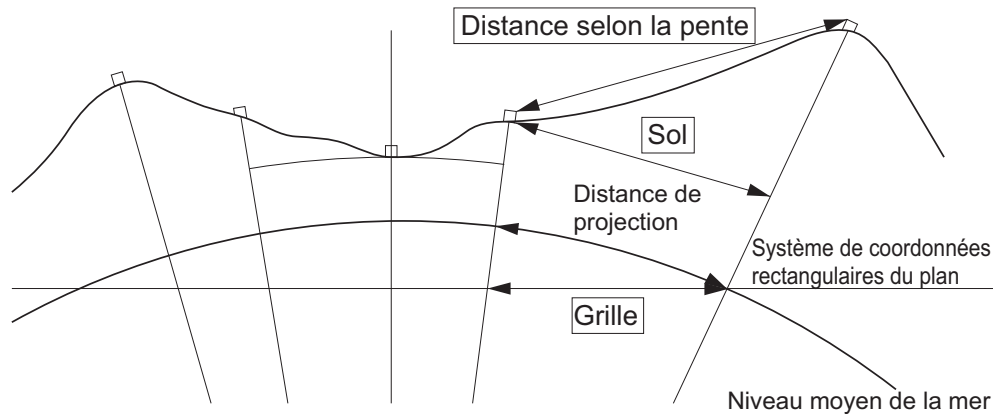 Distance selon la pente
Sol
Distance de
projection
Système de coordonnées
rectangulaires du plan
Grille
Niveau moyen de la mer